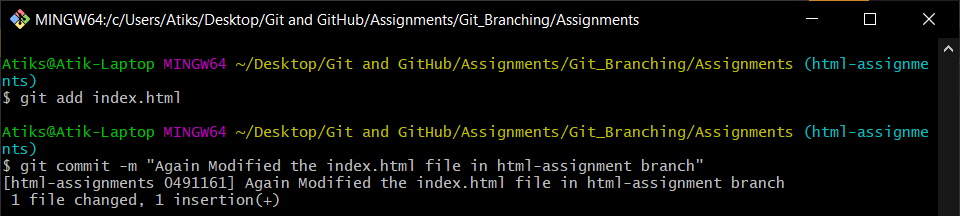 MINGW64:/c/Users/Atiks/Desktop/Git and GitHub/Assignments/Git_Branching/Assignments
Atiks@Atik-Laptop MINGW64 ~/Desktop/Git and GitHub/Assignments/Git_Branching/Assignments (html-assignme
nts)
$ git add index.html
Atiks@Atik-Laptop MINGW64 ~/Desktop/Git and GitHub/Assignments/Git_Branching/Assignments (html-assignme
nts)
$ git commit -m "Again Modified the index.html file in html-assignment branch"
[html-assignments 0491161] Again Modified the index.html file in html-assignment branch
1 file changed, 1 insertion(+)